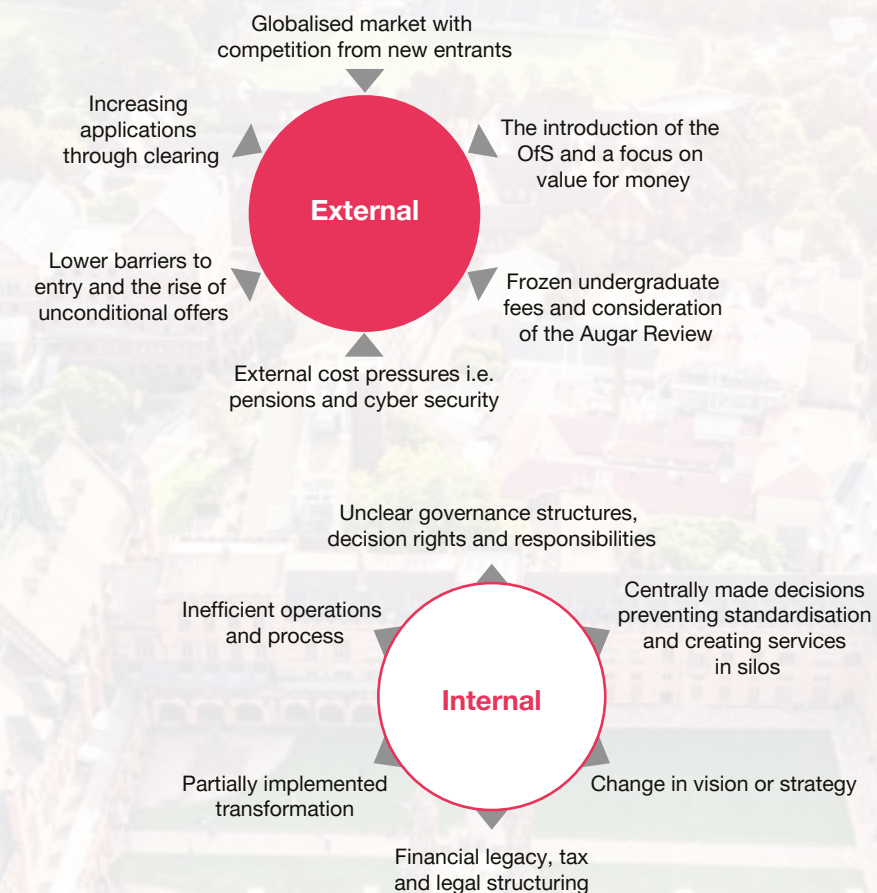 Globalised market with
competition from new entrants
Increasing
applications
through clearing
The introduction of the
OfS and a focus on
value for money
External
Lower barriers to
entry and the rise of
unconditional offers
Frozen undergraduate
fees and consideration
of the Augar Review
External cost pressures i.e.
pensions and cyber security
Unclear governance structures,
decision rights and responsibilities
Inefficient operations
and process
Centrally made decisions
preventing standardisation
and creating services
in silos
Internal
Partially implemented
transformation
Change in vision or strategy
Financial legacy, tax
and legal structuring